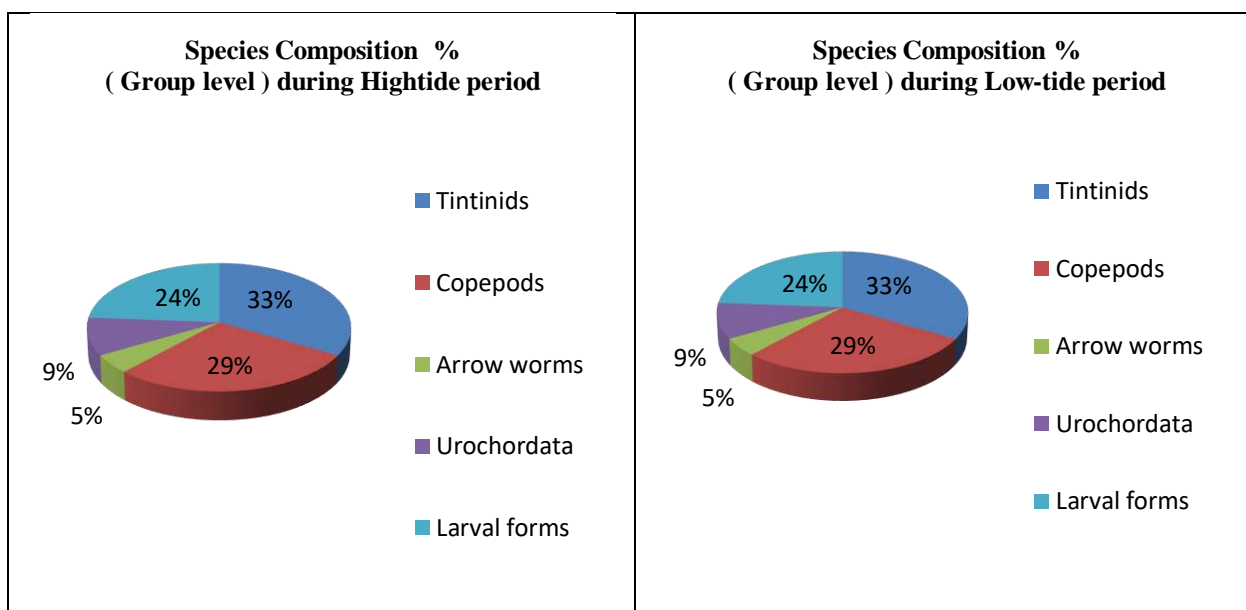 Species Composition %
( Group level ) during Hightide period
24%
33%
29%
9%
5%
Tintinids
Copepods
Arrow worms
Urochordata
Larval forms
Species Composition %
( Group level ) during Low-tide period
24%
33%
29%
9%
5%
Tintinids
Copepods
Arrow worms
Urochordata
Larval forms